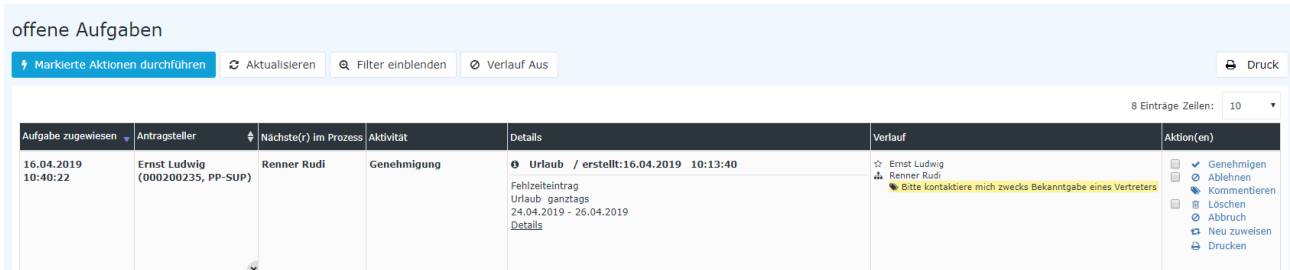 offene Aufgaben
Markierte Aktionen durchführen Aktualisieren Filter einblenden Verlauf Aus Druck
8 Einträge Zeilen: 10
Aufgabe zugewiesen Antragsteller Nächste(r) im Prozess Aktivität Details Verlauf Aktion(en)
16.04.2019
10:40:22
Ernst Ludwig
(000200235, PP-SUP)
Renner Rudi
Genehmigung
Urlaub / erstellt:16.04.2019 10:13:40
Fehlzeiteintrag
Urlaub ganztags
24.04.2019 - 26.04.2019
Details
Ernst Ludwig
Renner Rudi
Bitte kontaktiere mich zwecks Bekanntgabe eines Vertreters
Genehmigen
Ablehnen
Kommentieren
Löschen
Abbruch
Neu zuweisen
Drucken